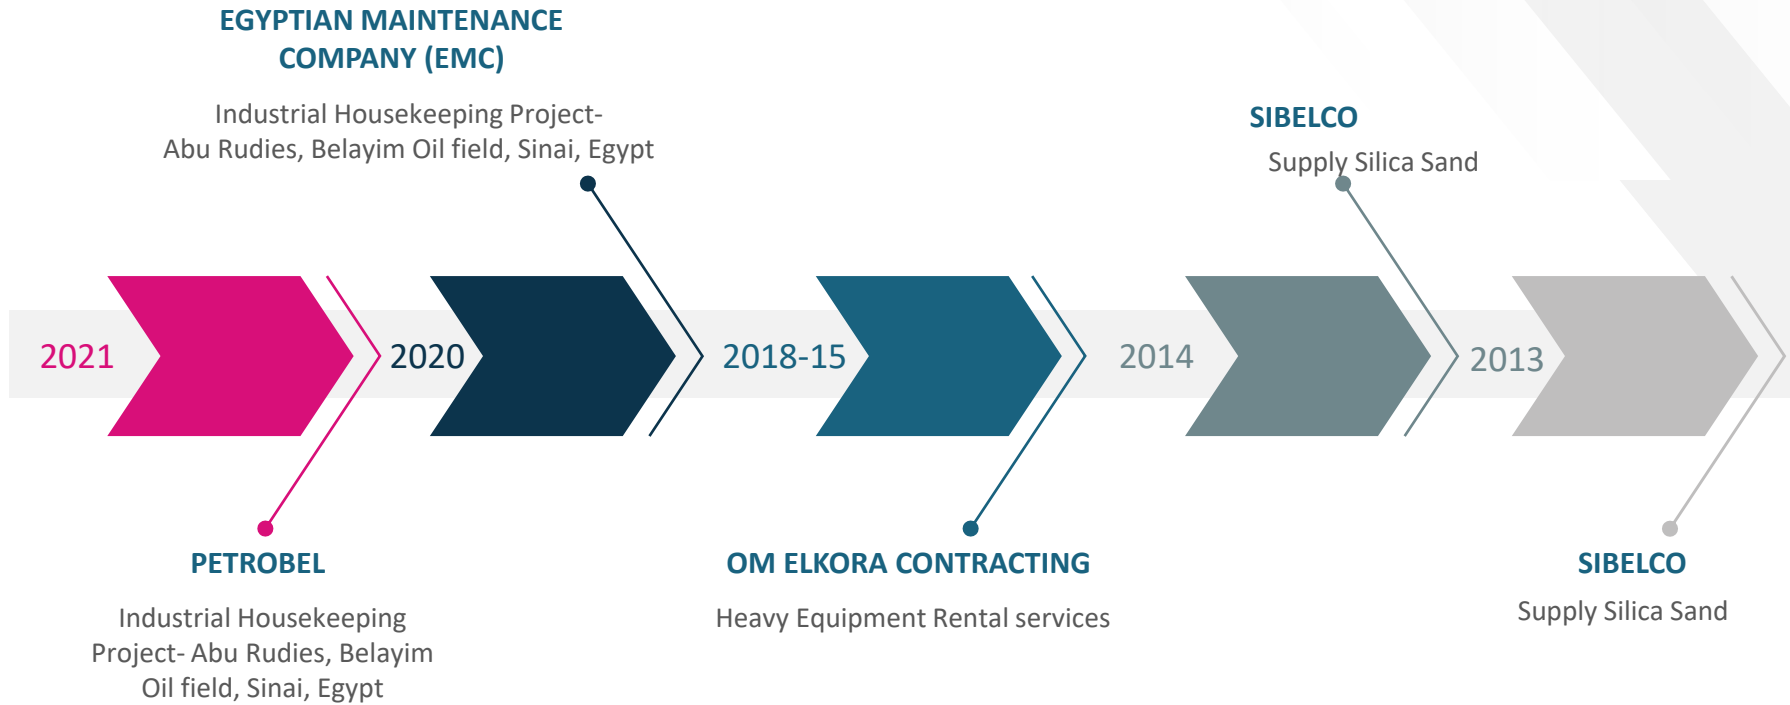 EGYPTIAN MAINTENANCE
COMPANY (EMC)
Industrial Housekeeping Project-
Abu Rudies, Belayim Oil field, Sinai, Egypt
SIBELCO
Supply Silica Sand
2021
2020
2018-15
2014
2013
PETROBEL
Industrial Housekeeping
Project- Abu Rudies, Belayim
Oil field, Sinai, Egypt
OM ELKORA CONTRACTING
Heavy Equipment Rental services
SIBELCO
Supply Silica Sand